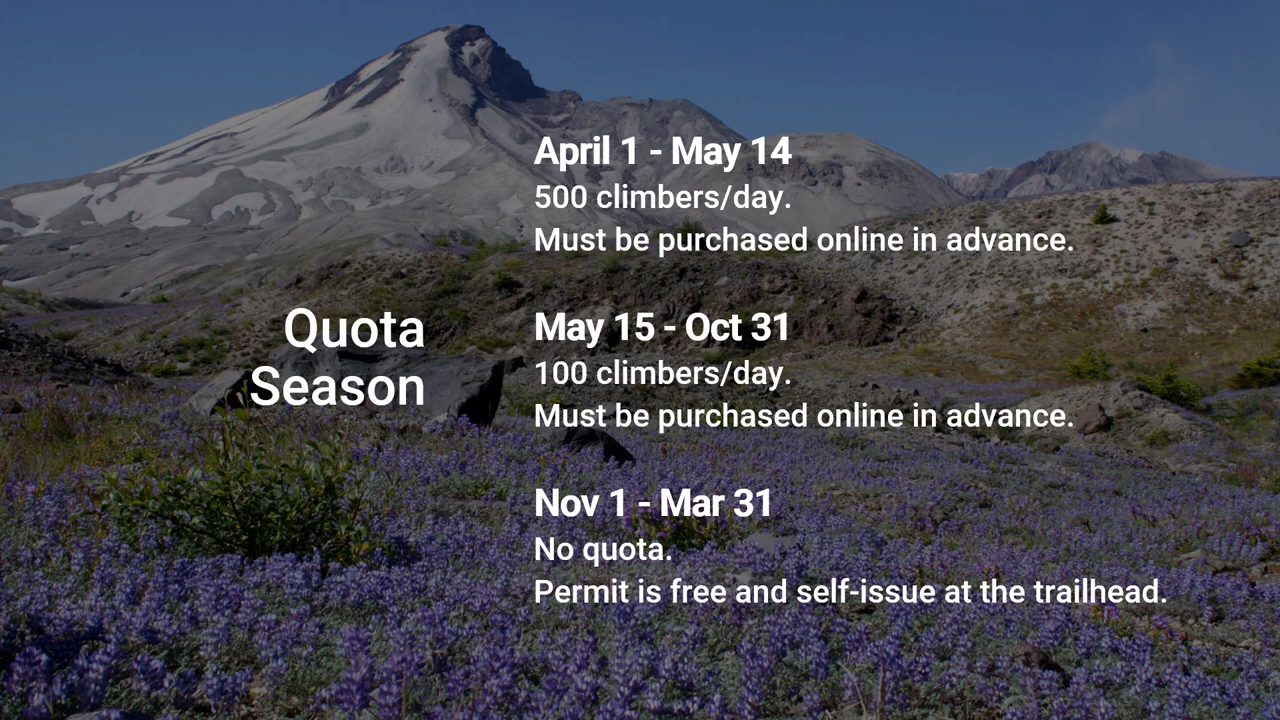 Quota
Season
April 1 - May 14
500 climbers/day.
Must be purchased online in advance.
May 15 - Oct 31
100 climbers/day.
Must be purchased online in advance.
Nov 1 - Mar 31
No quota.
Permit is free and self-issue at the trailhead.